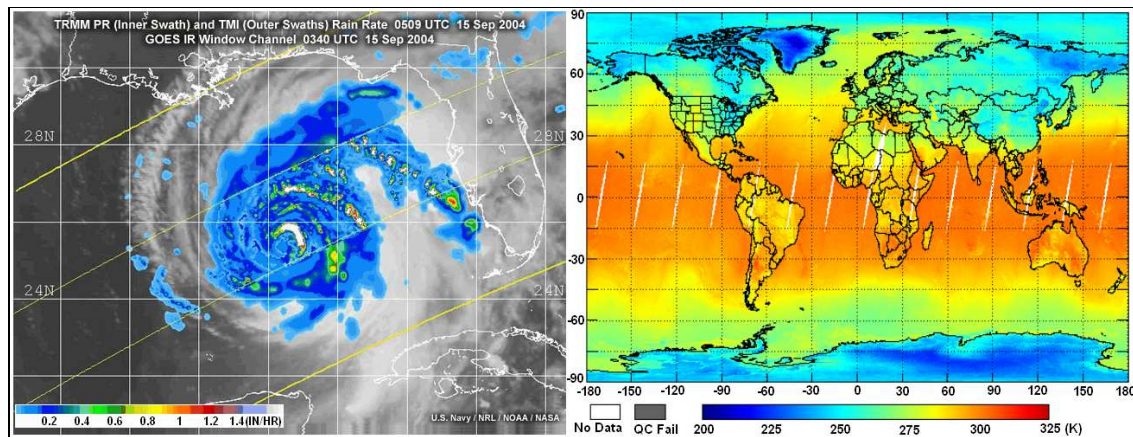 TRMM PR (Inner Swath) and TMI (Outer Swaths) Rain Rate 0509 UTC 15 Sep 2004
GOES IR Window Channel 0340 UTC 15 Sep 2004
28N 28N
24N 24N
0.2 0.4 0.6 0.8 1 1.2 1.4(IN/HR)
U.S. Navy / NRL / NOAA / NASA
90
60
30
0
-30
-60
-90
-180 -150 -120 -90 -60 -30 0 30 60 90 120 150 180
No Data QC Fail 200 225 250 275 300 325 (K)